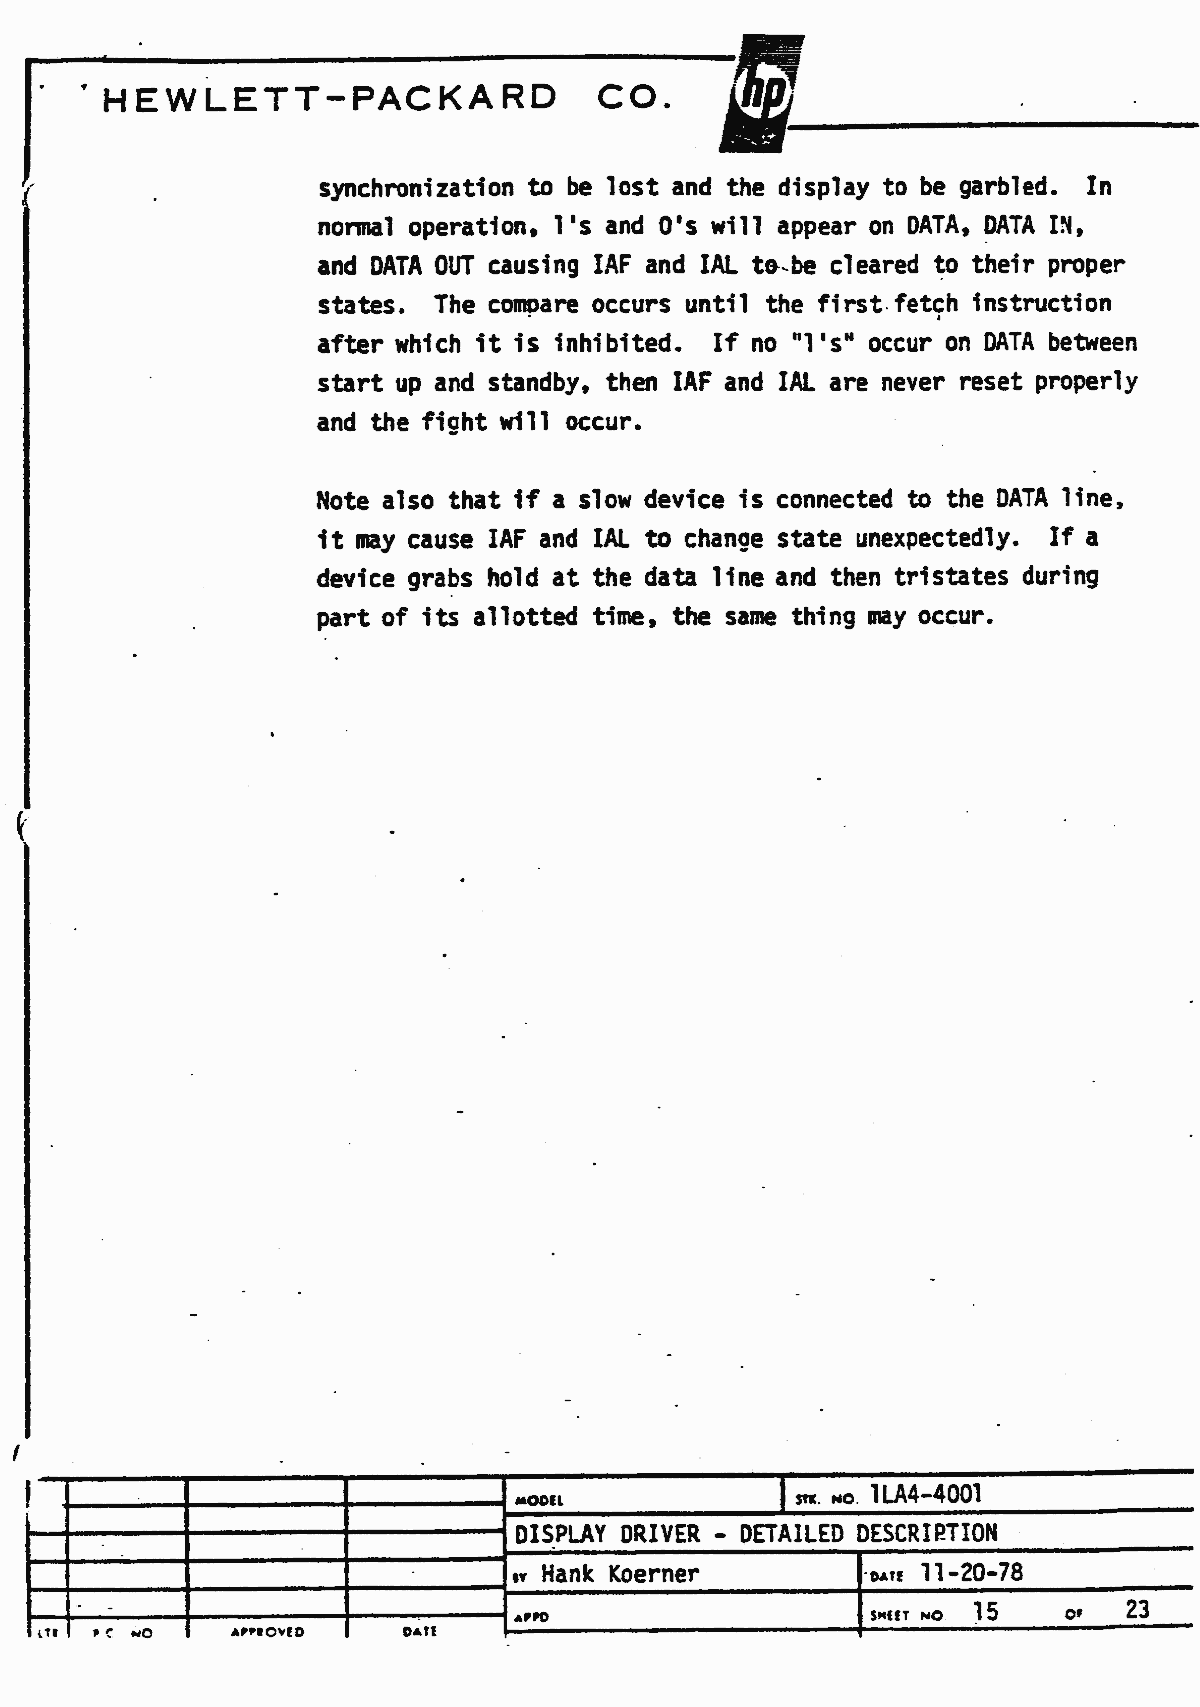 HEWLETT-PACKARD CO.
hp
synchronization to be lost and the display to be garbled. In
normal operation, 1's and 0's will appear on DATA, DATA IN,
and DATA OUT causing IAF and IAL to be cleared to their proper
states. The compare occurs until the first fetch instruction
after which it is inhibited. If no "1's" occur on DATA between
start up and standby, then IAF and IAL are never reset properly
and the fight will occur.
Note also that if a slow device is connected to the DATA line,
it may cause IAF and IAL to change state unexpectedly. If a
device grabs hold at the data line and then tristates during
part of its allotted time, the same thing may occur.
MODEL STK. NO. 1LA4-4001
DISPLAY DRIVER - DETAILED DESCRIPTION
BY Hank Koerner DATE 11-20-78
APPD SHEET NO 15 OF 23
LTR P C NO APPROVED DATE